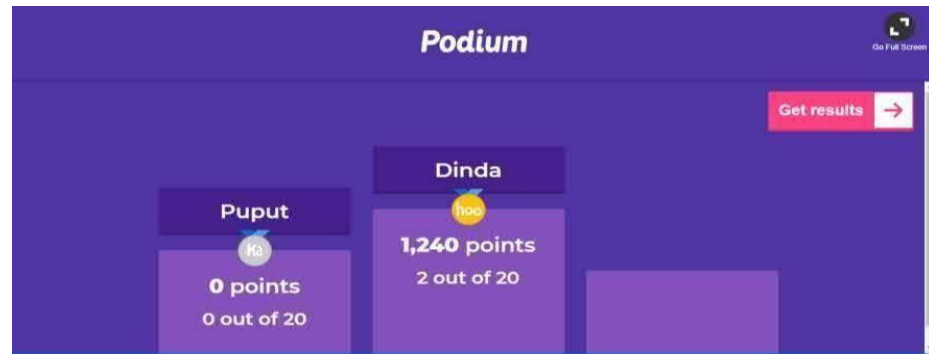 Podium
Go Full Screen
Get results
Dinda
hoo
1,240 points
2 out of 20
Puput
Ka
0 points
0 out of 20